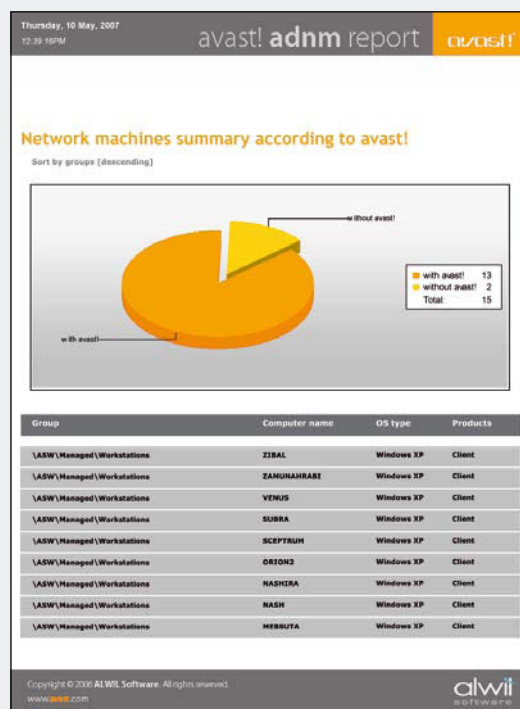 Thursday, 10 May, 2007
12:39:16PM
avast! adnm report
avast!
Network machines summary according to avast!
Sort by groups (descending)
without avast!
with avast! 13
without avast! 2
Total: 15
with avast!
Group Computer name OS type Products
\ASW\Managed\Workstations ZIBAL Windows XP Client
\ASW\Managed\Workstations ZAMUNAHRABI Windows XP Client
\ASW\Managed\Workstations VENUS Windows XP Client
\ASW\Managed\Workstations SUBRA Windows XP Client
\ASW\Managed\Workstations SCEPTRUM Windows XP Client
\ASW\Managed\Workstations ORION2 Windows XP Client
\ASW\Managed\Workstations NASHIRA Windows XP Client
\ASW\Managed\Workstations NASH Windows XP Client
\ASW\Managed\Workstations MEBSUTA Windows XP Client
Copyright © 2006 ALWIL Software. All rights reserved.
www.avast.com
alwil
software